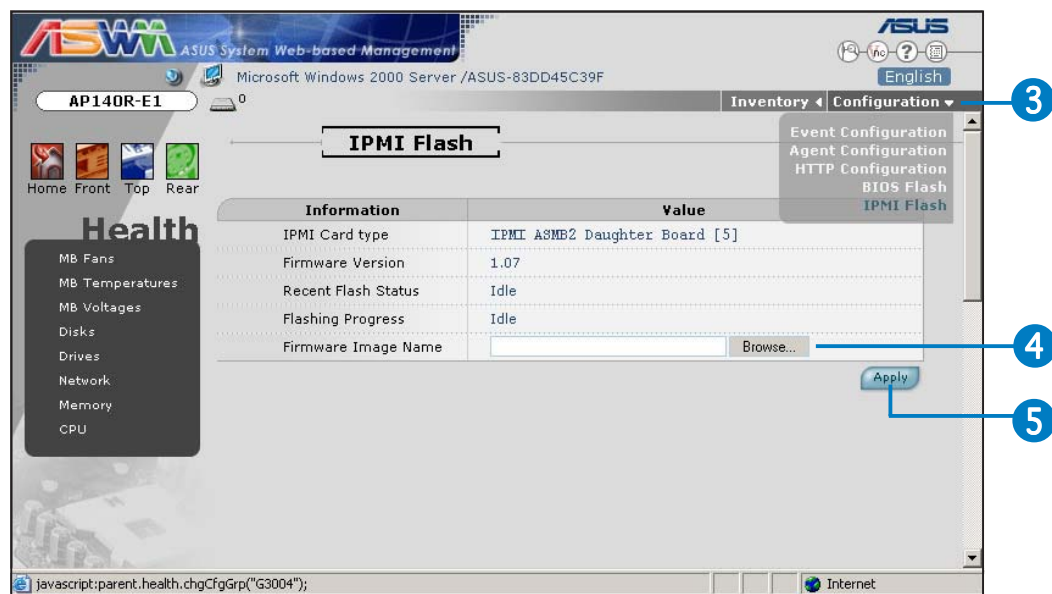 ASWM ASUS System Web-based Management
ASUS
inc ?
Microsoft Windows 2000 Server /ASUS-83DD45C39F
English
AP140R-E1
0
Inventory Configuration
3
IPMI Flash
Event Configuration
Agent Configuration
HTTP Configuration
BIOS Flash
IPMI Flash
Home Front Top Rear
Health
MB Fans
MB Temperatures
MB Voltages
Disks
Drives
Network
Memory
CPU
Information Value
IPMI Card type IPMI ASMB2 Daughter Board [5]
Firmware Version 1.07
Recent Flash Status Idle
Flashing Progress Idle
Firmware Image Name Browse...
4
Apply
5
javascript:parent.health.chgCfgGrp("G3004");
Internet